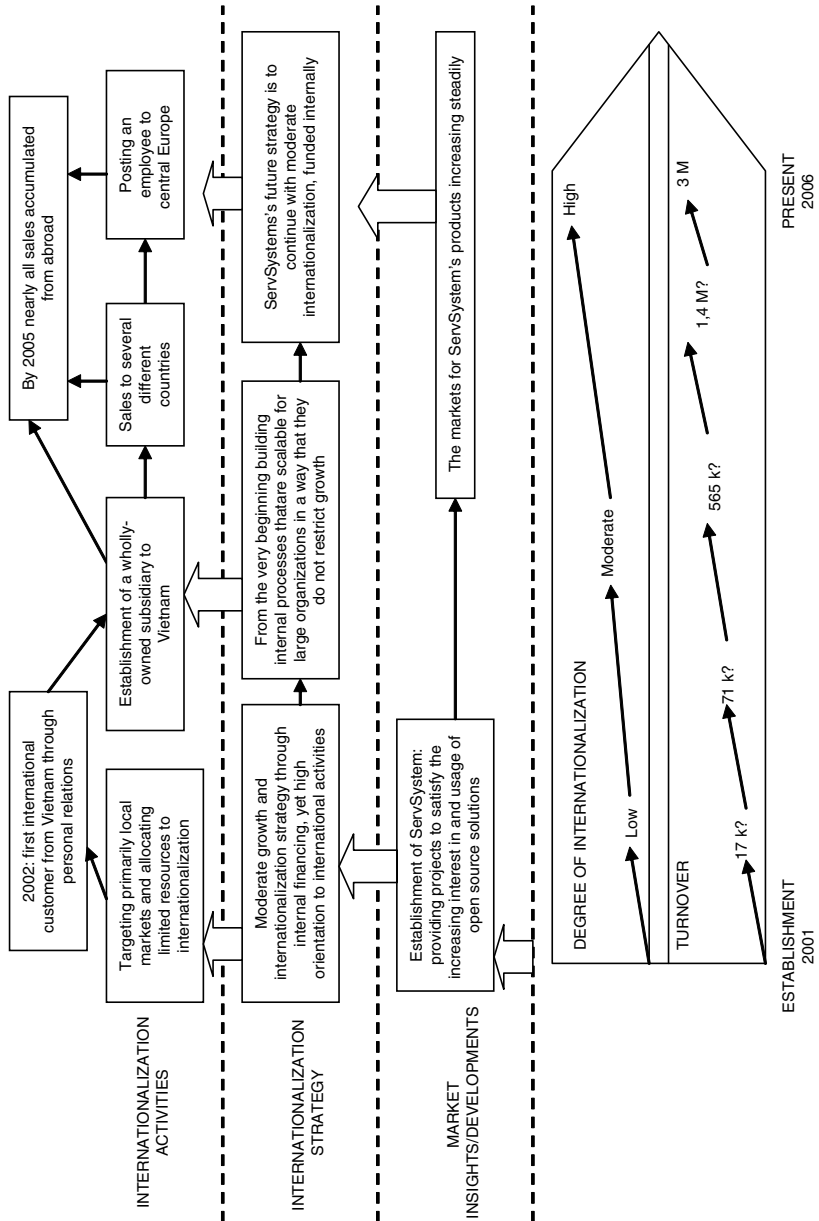 INTERNATIONALIZATION
ACTIVITIES
2002: first international
customer from Vietnam through
personal relations
Targeting primarily local
markets and allocating
limited resources to
internationalization
Establishment of a wholly-
owned subsidiary to
Vietnam
Sales to several
different
countries
Posting an
employee to
central Europe
By 2005 nearly all sales accumulated
from abroad
INTERNATIONALIZATION
STRATEGY
Moderate growth and
internationalization strategy through
internal financing, yet high
orientation to international activities
From the very beginning building
internal processes thatare scalable for
large organizations in a way that they
do not restrict growth
ServSystems's future strategy is to
continue with moderate
internationalization, funded internally
MARKET
INSIGHTS/DEVELOPMENTS
Establishment of ServSystem:
providing projects to satisfy the
increasing interest in and usage of
open source solutions
The markets for ServSystem's products increasing steadily
DEGREE OF INTERNATIONALIZATION
Low
Moderate
High
TURNOVER
17 k?
71 k?
565 k?
1,4 M?
3 M
ESTABLISHMENT
2001
PRESENT
2006